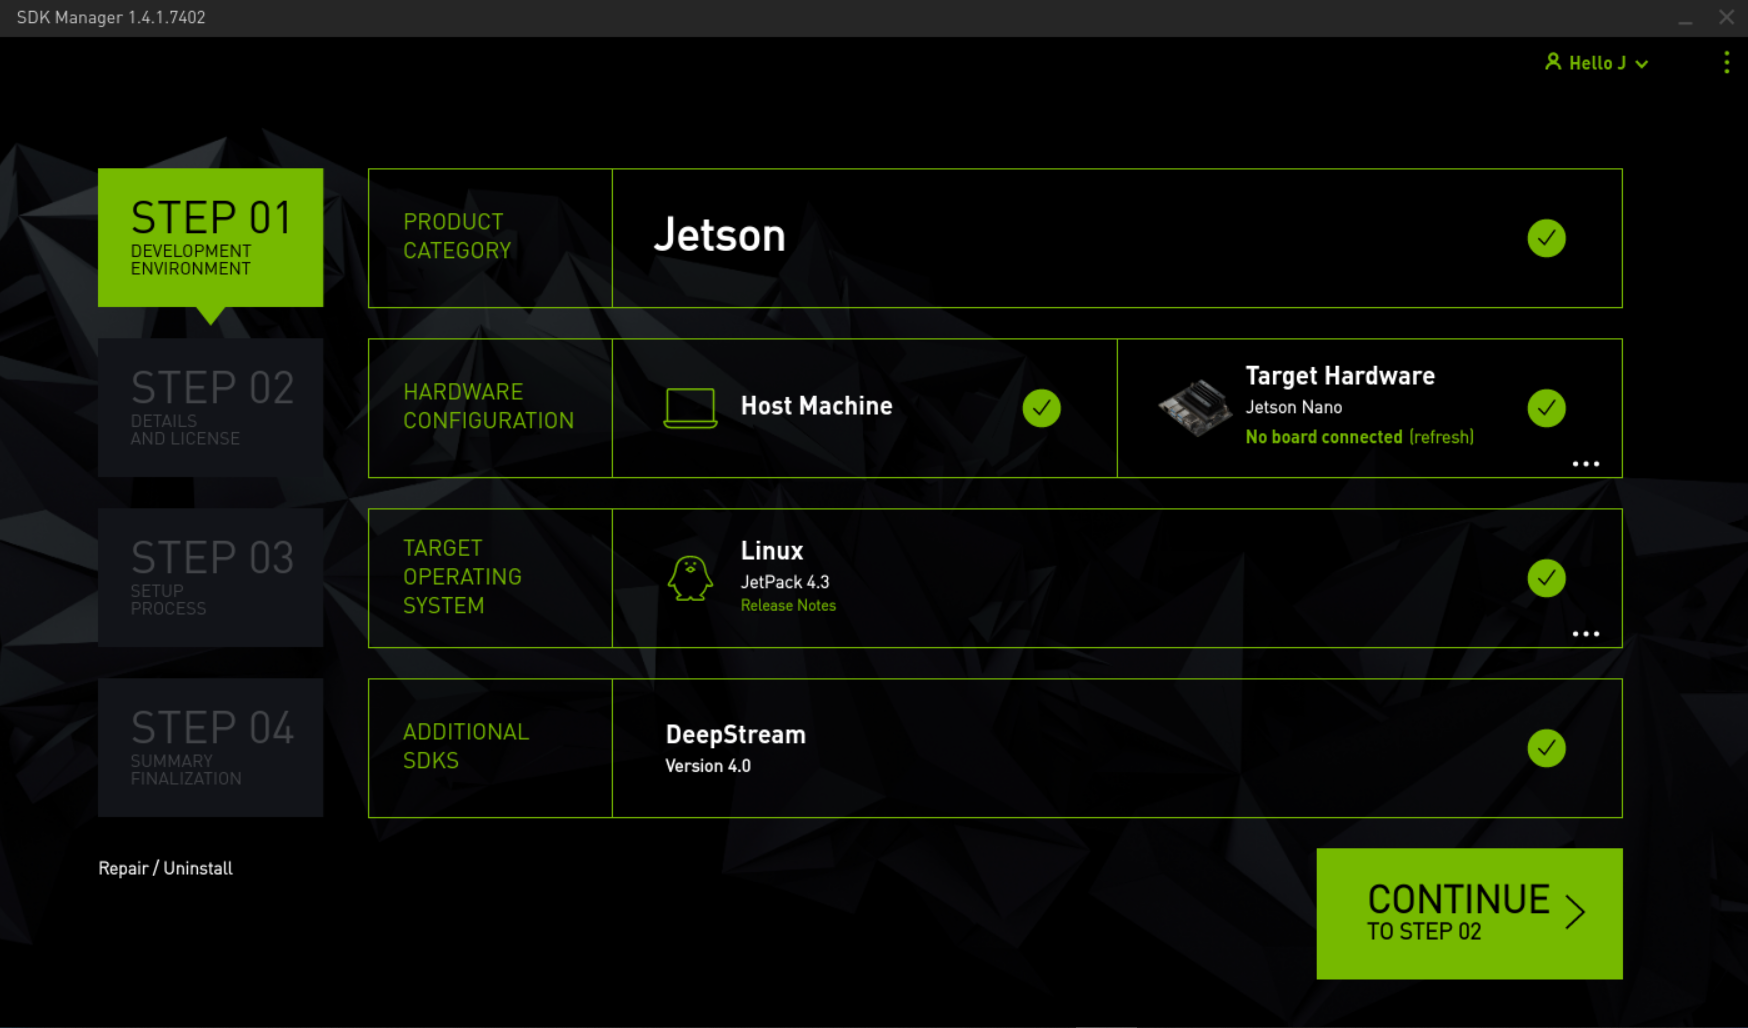 SDK Manager 1.4.1.7402
Hello J
STEP 01
DEVELOPMENT
ENVIRONMENT
PRODUCT
CATEGORY
Jetson
STEP 02
DETAILS
AND LICENSE
HARDWARE
CONFIGURATION
Host Machine
Target Hardware
Jetson Nano
No board connected (refresh)
STEP 03
SETUP
PROCESS
TARGET
OPERATING
SYSTEM
Linux
JetPack 4.3
Release Notes
STEP 04
SUMMARY
FINALIZATION
ADDITIONAL
SDKS
DeepStream
Version 4.0
Repair / Uninstall
CONTINUE
TO STEP 02